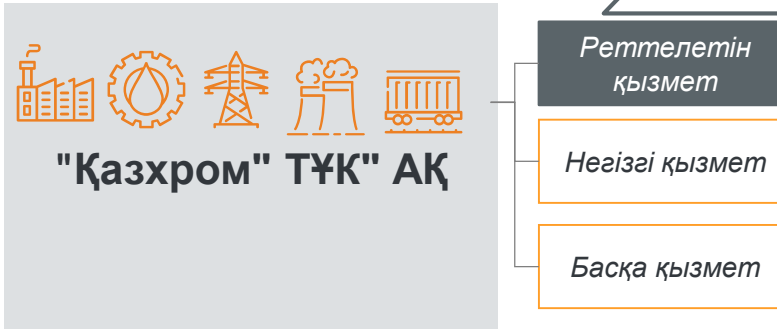 "Қазхром" ТҰК" АҚ
Реттелетін
қызмет
Негізгі қызмет
Басқа қызмет